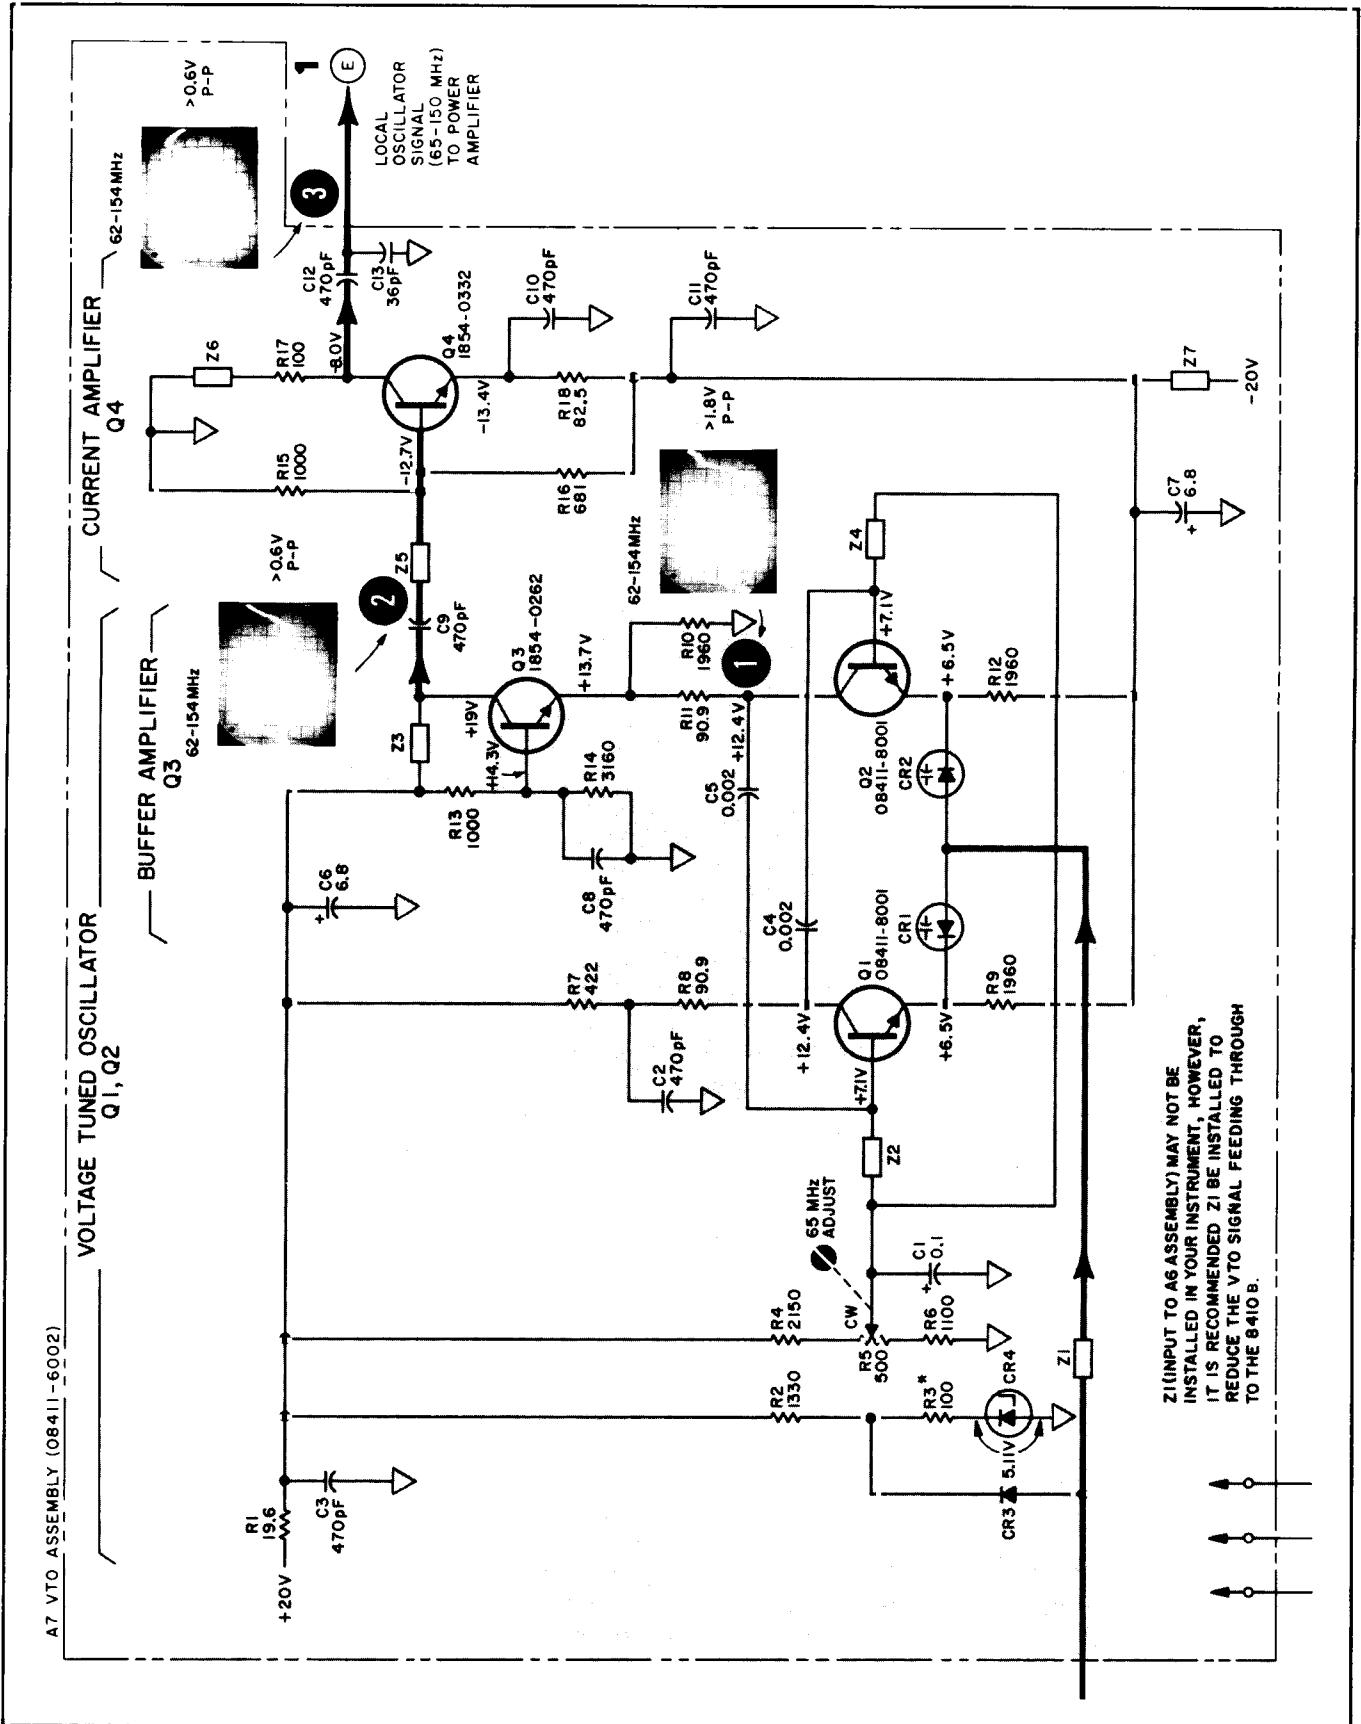 A7 VTO ASSEMBLY (08411-6002)
VOLTAGE TUNED OSCILLATOR
Q1, Q2
BUFFER AMPLIFIER
Q3
CURRENT AMPLIFIER
Q4
62-154MHz
>0.6V
P-P
62-154MHz
>0.6V
P-P
1
E
LOCAL
OSCILLATOR
SIGNAL
(65-150 MHz)
TO POWER
AMPLIFIER
3
2
+20V
R1
19.6
C3
470pF
C6
6.8
+
R13
1000
Z3
+19V
+14.3V
C9
470pF
Z5
Q3
1854-0262
+13.7V
R14
3160
C8
470pF
R15
1000
Z6
R17
100
-8.0V
-12.7V
Q4
1854-0332
-13.4V
C12
470pF
C13
36pF
C10
470pF
R16
681
R18
82.5
C11
470pF
62-154MHz
>1.8V
P-P
R10
1960
1
R11
90.9
+12.4V
C5
0.002
R7
422
R8
90.9
C2
470pF
+12.4V
C4
0.002
R2
1330
R4
2150
65 MHz
ADJUST
CW
R5
500
R6
1100
C1
0.1
+
Z2
+7.1V
Q1
08411-8001
+6.5V
R9
1960
CR1
CR2
Q2
08411-8001
+7.1V
+6.5V
R12
1960
Z4
R3*
100
CR4
5.11V
CR3
Z1
C7
6.8
+
Z7
-20V
Z1(INPUT TO A6 ASSEMBLY) MAY NOT BE
INSTALLED IN YOUR INSTRUMENT, HOWEVER,
IT IS RECOMMENDED Z1 BE INSTALLED TO
REDUCE THE VTO SIGNAL FEEDING THROUGH
TO THE 8410B.